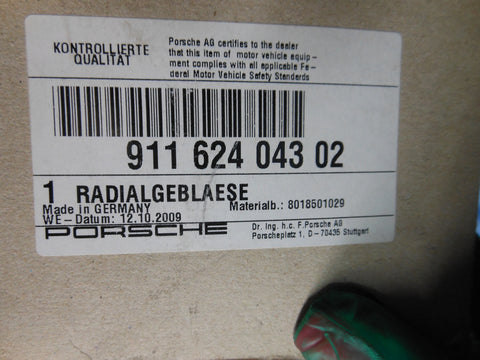 KONTROLLIERTE
QUALITÄT
Porsche AG certifies to the dealer
that this item of motor vehicle equip-
ment complies with all applicable Fe-
deral Motor Vehicle Safety Standards
911 624 043 02
1 RADIALGEBLAESE
Made in GERMANY Materialb.: 8018501029
WE-Datum: 12.10.2009
PORSCHE
Dr. Ing. h.c. F.Porsche AG
Porscheplatz 1, D-70435 Stuttgart